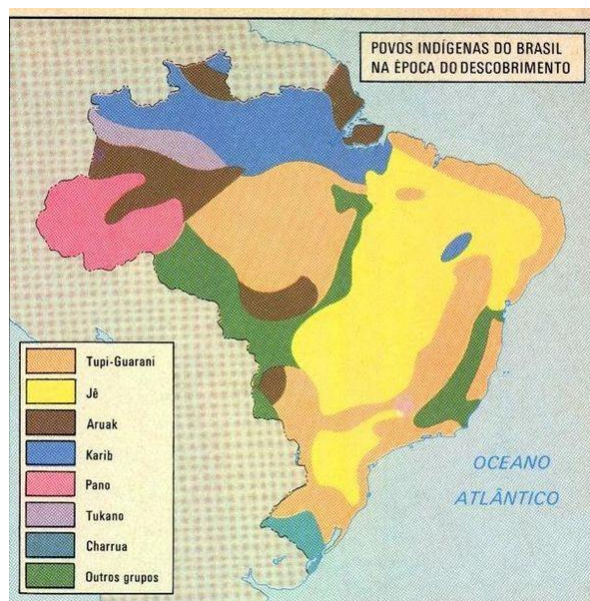 POVOS INDÍGENAS DO BRASIL
NA ÉPOCA DO DESCOBRIMENTO
Tupi-Guarani
Jê
Aruak
Karib
Pano
Tukano
Charrua
Outros grupos
OCEANO
ATLÂNTICO